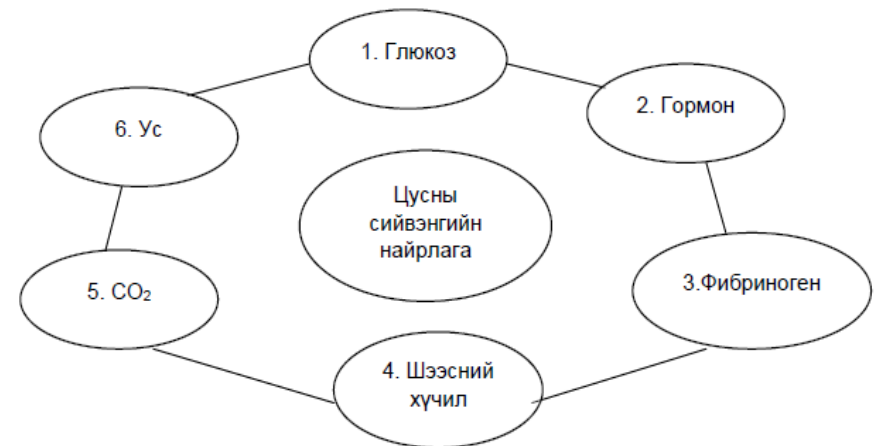 1. Глюкоз
2. Гормон
6. Ус
Цусны
сийвэнгийн
найрлага
3.Фибриноген
5. CO₂
4. Шээсний
хүчил